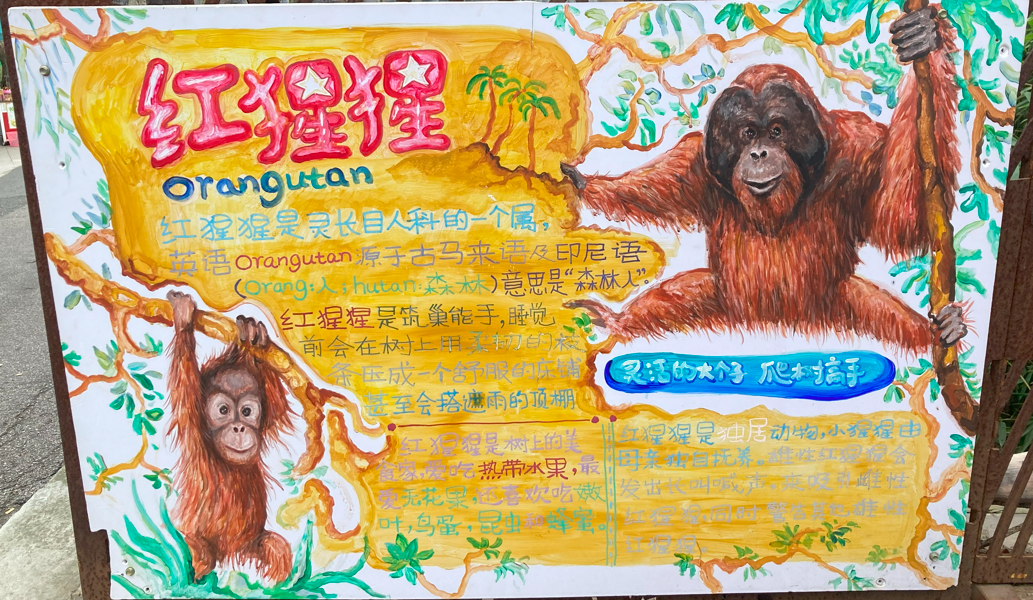 红猩猩
Orangutan
红猩猩是灵长目人科的一个属,
英语Orangutan源于古马来语及印尼语
(Orang:人; hutan:森林)意思是“森林人”。
红猩猩是筑巢能手,睡觉
前会在树上用柔韧的枝
条压成一个舒服的床铺
甚至会搭遮雨的顶棚
灵活的大个子 爬树高手
红猩猩是树上的美
食家,爱吃热带水果,最
爱无花果,还喜欢吃嫩
叶,鸟蛋,昆虫和蜂蜜。
红猩猩是独居动物,小猩猩由
母亲独自抚养。雄性红猩猩会
发出长叫喊声。雌性
红猩猩,同时警告其他雄性
红猩猩。